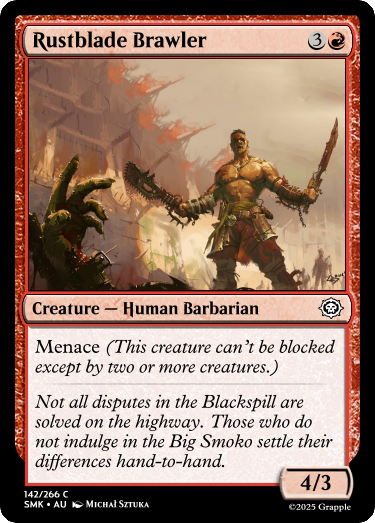 Rustblade Brawler 3
Creature — Human Barbarian
Menace (This creature can't be blocked
except by two or more creatures.)
Not all disputes in the Blackspill are
solved on the highway. Those who do
not indulge in the Big Smoko settle their
differences hand-to-hand.
4/3
142/266 C
SMK • AU Michał Sztuka
©2025 Grapple